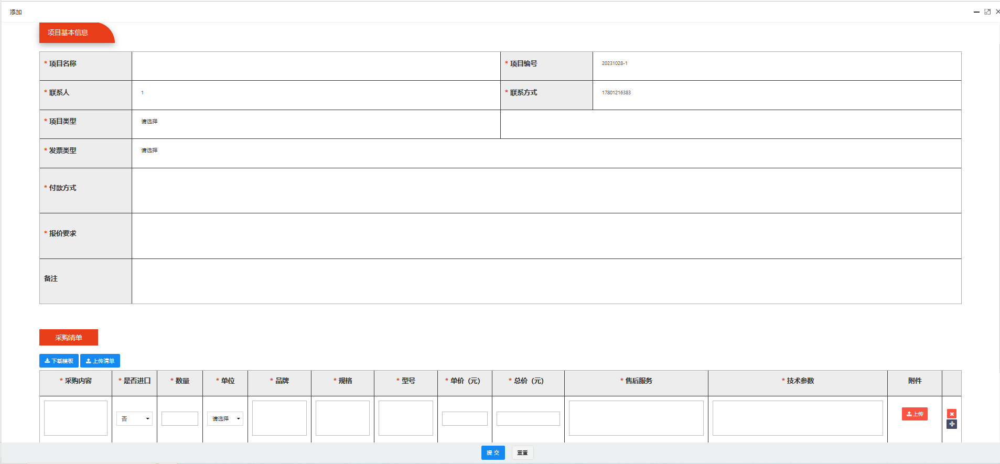 添加
项目基本信息
* 项目名称
* 项目编号 20231028-1
* 联系人 1 * 联系方式 17801216383
* 项目类型 请选择
* 发票类型 请选择
* 付款方式
* 报价要求
备注
采购清单
下载模板 上传清单
* 采购内容 * 是否进口 * 数量 * 单位 * 品牌 * 规格 * 型号 * 单价（元） * 总价（元） * 售后服务 * 技术参数 附件
否 请选择 上传
提 交 重置